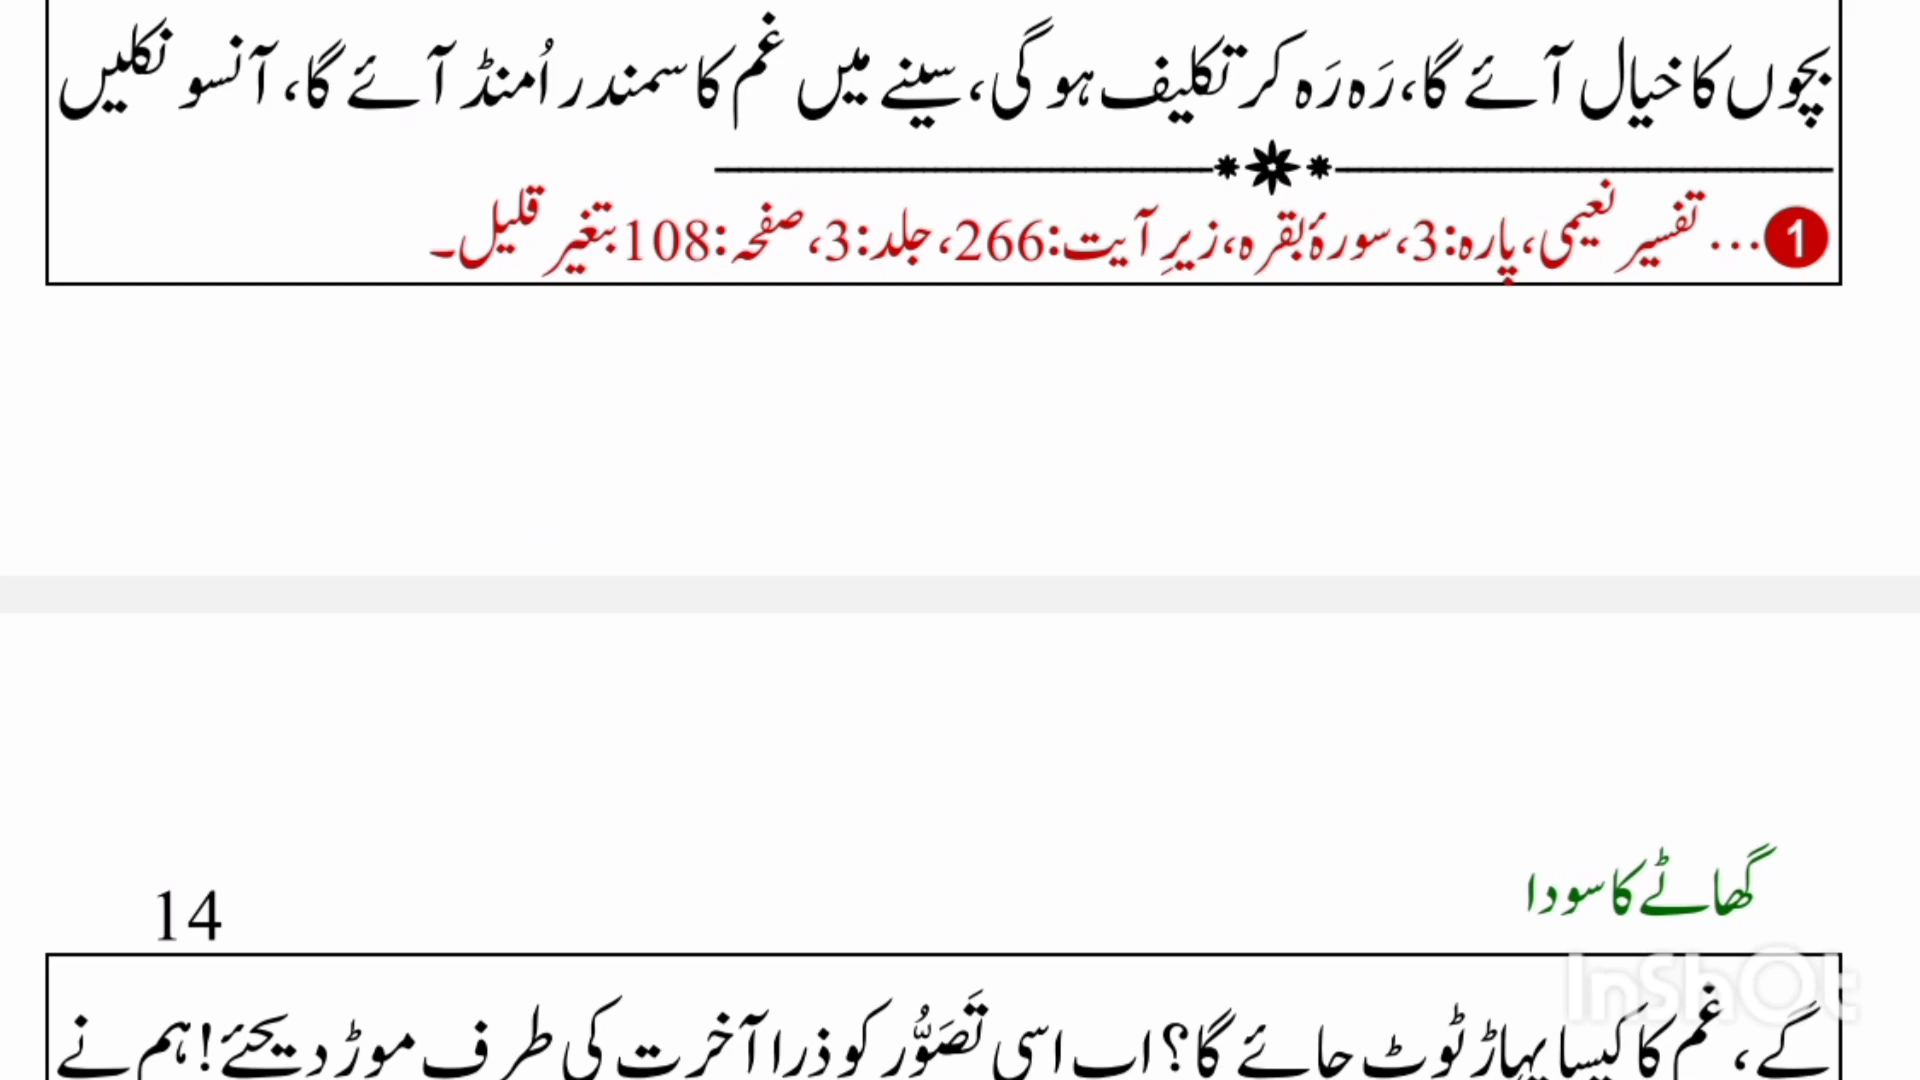 بچوں کا خیال آئے گا، رَہ رَہ کر تکلیف ہو گی، سینے میں غم کا سمندر اُمنڈ آئے گا، آنسو نکلیں
1... تفسیر نعیمی، پارہ:3، سورۂ بقرہ، زیرِ آیت:266، جلد:3، صفحہ:108 بتغیر قلیل۔
گھاٹے کا سودا
14
InShOt
گے، غم کا کیسا پہاڑ ٹوٹ جائے گا؟ اب اسی تَصَوُّر کو ذرا آخرت کی طرف موڑ دیجئے! ہم نے